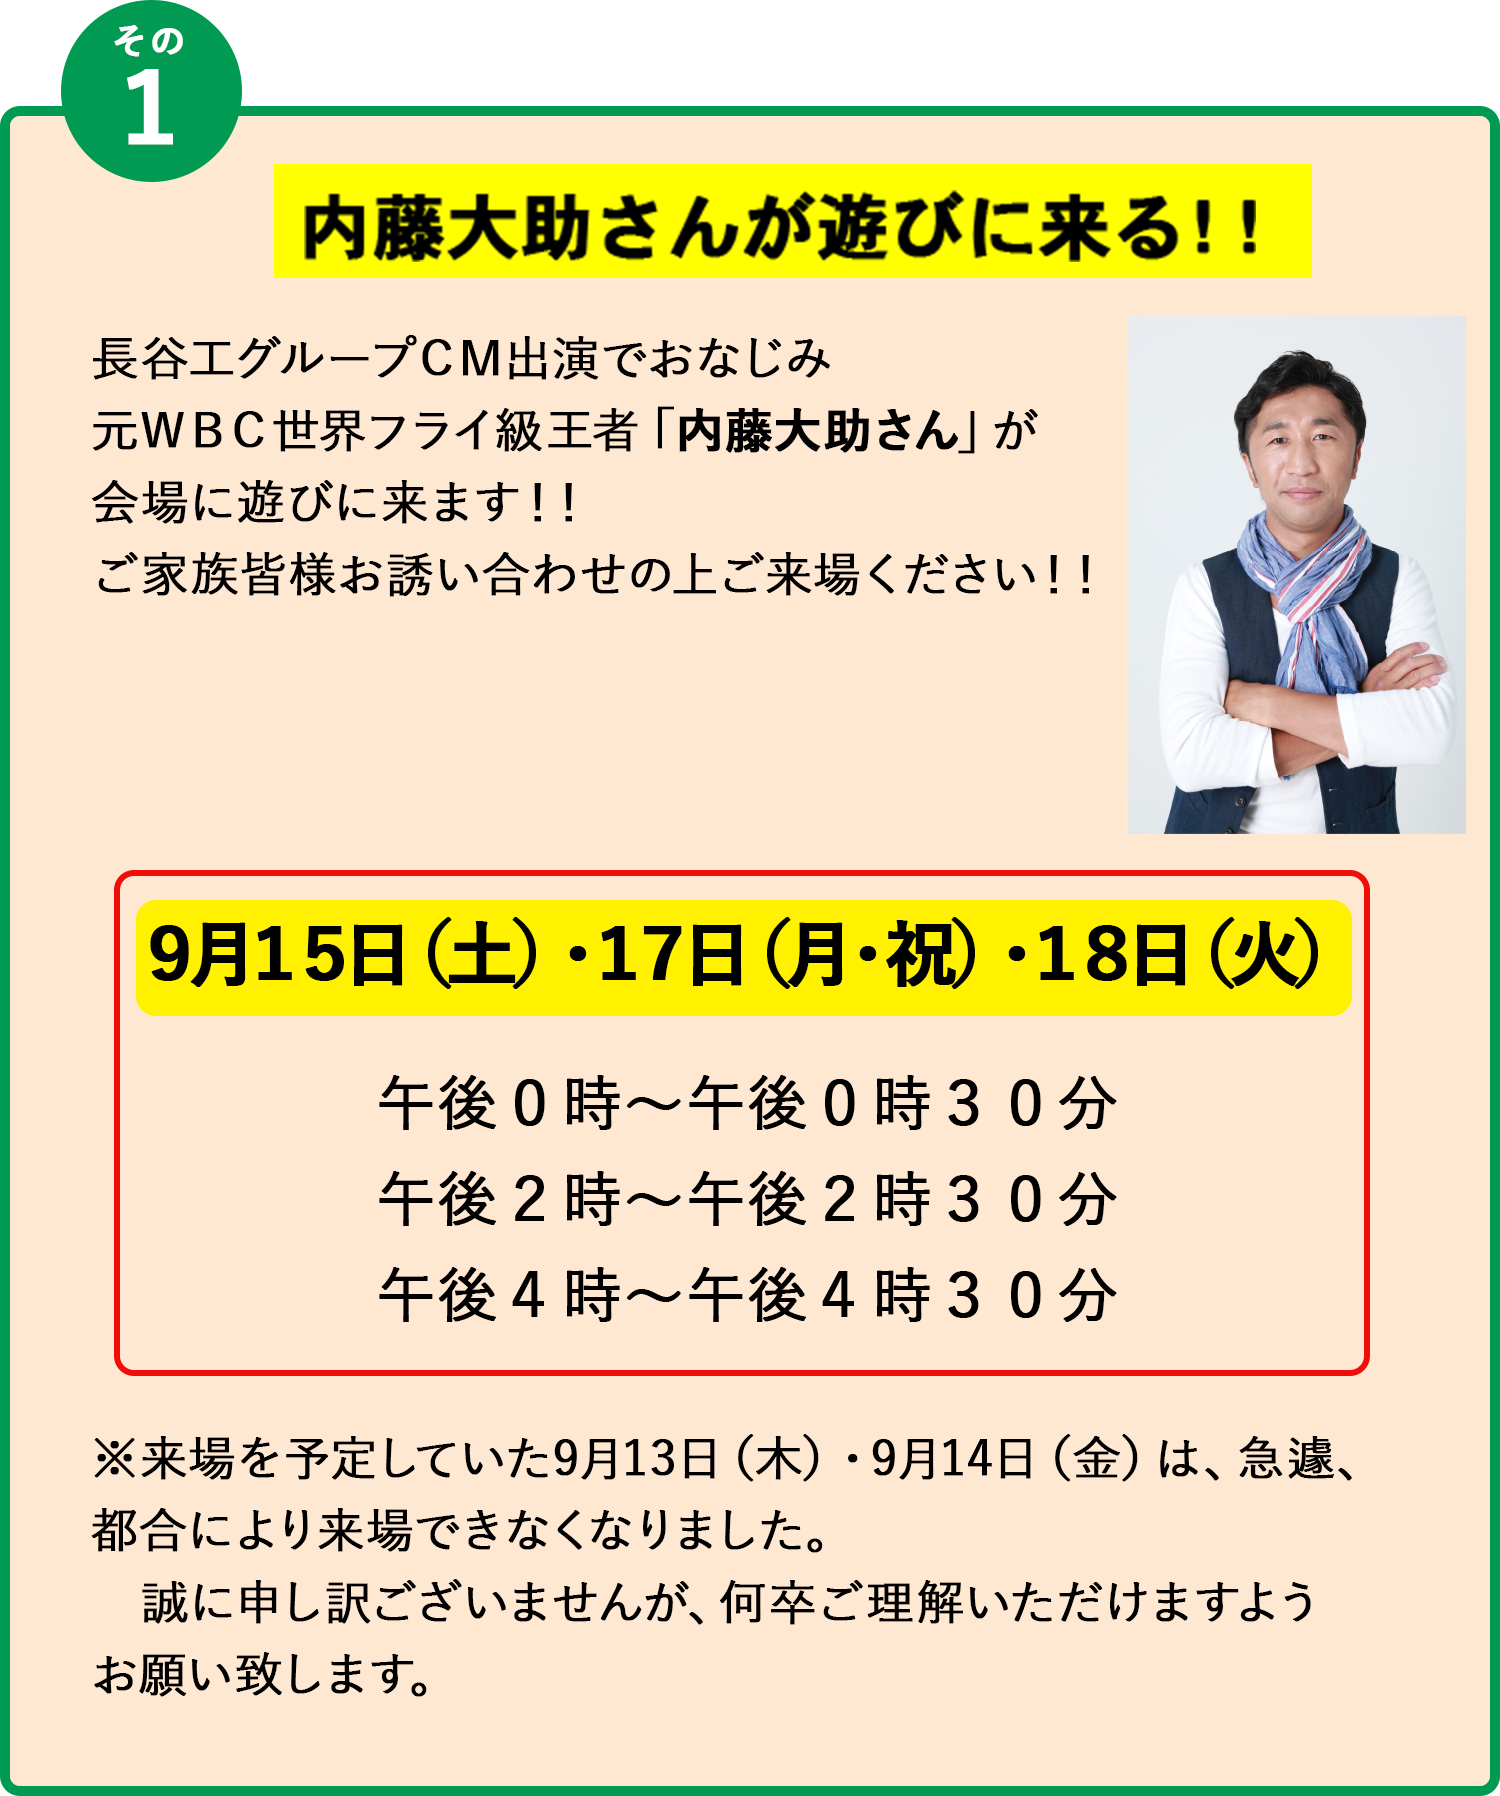 その
1
内藤大助さんが遊びに来る！！
長谷工グループＣＭ出演でおなじみ
元ＷＢＣ世界フライ級王者「内藤大助さん」が
会場に遊びに来ます！！
ご家族皆様お誘い合わせの上ご来場ください！！
9月15日（土）・17日（月・祝）・18日（火）
午後０時～午後０時３０分
午後２時～午後２時３０分
午後４時～午後４時３０分
※来場を予定していた9月13日（木）・9月14日（金）は、急遽、
都合により来場できなくなりました。
誠に申し訳ございませんが、何卒ご理解いただけますよう
お願い致します。